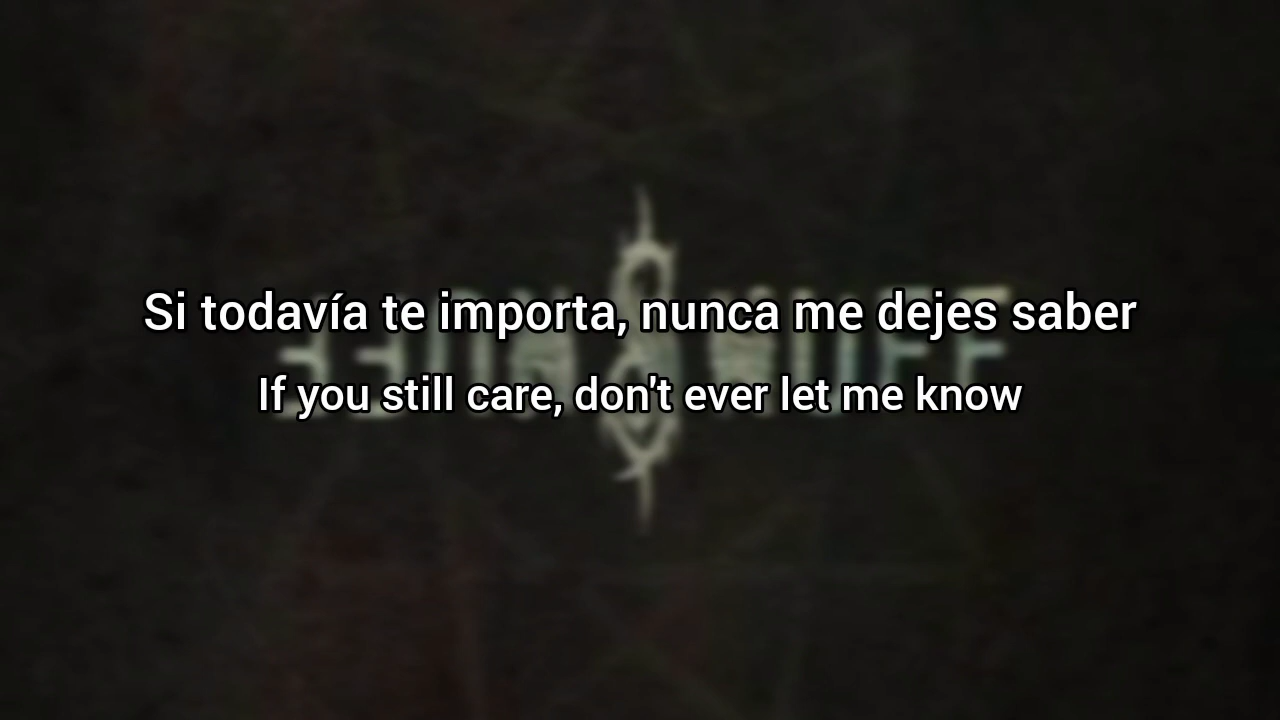 Si todavía te importa, nunca me dejes saber
If you still care, don't ever let me know